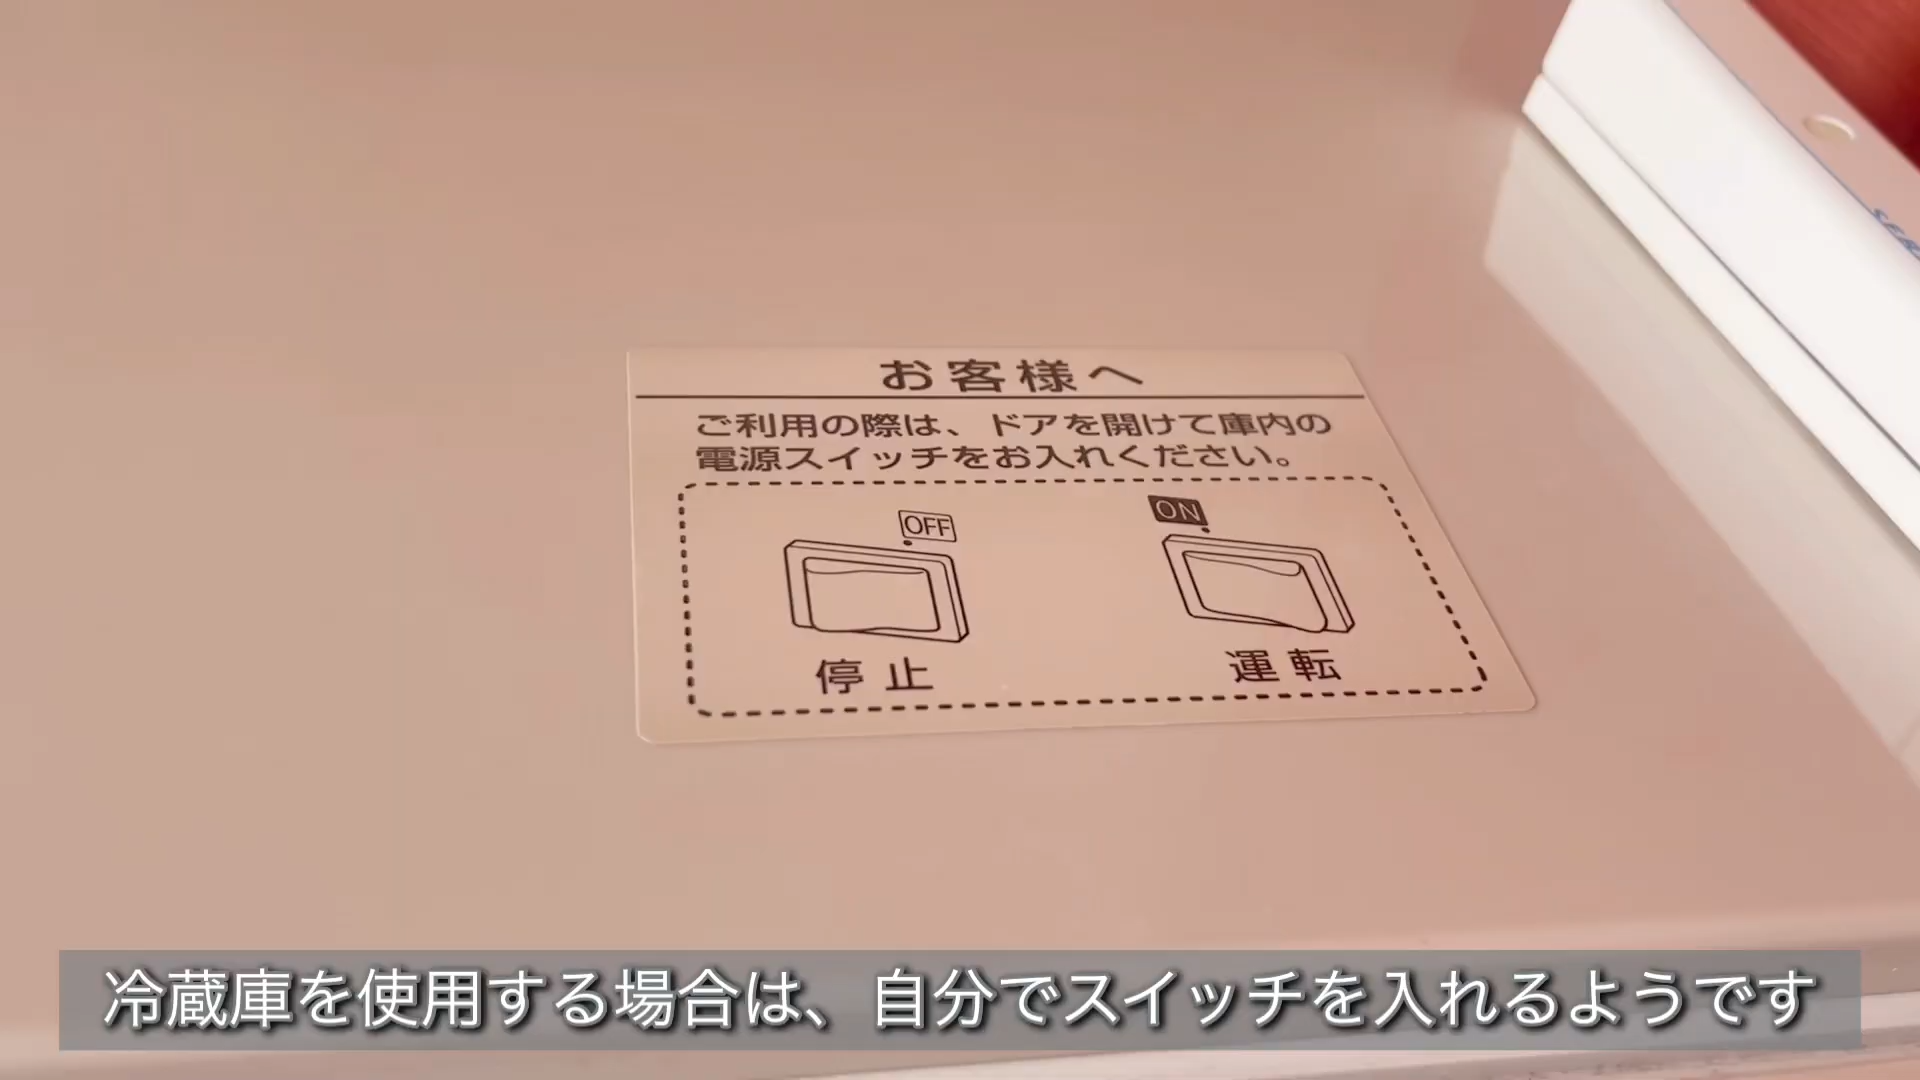 お客様へ
ご利用の際は、ドアを開けて庫内の
電源スイッチをお入れください。
OFF
ON
停止
運転
冷蔵庫を使用する場合は、自分でスイッチを入れるようです